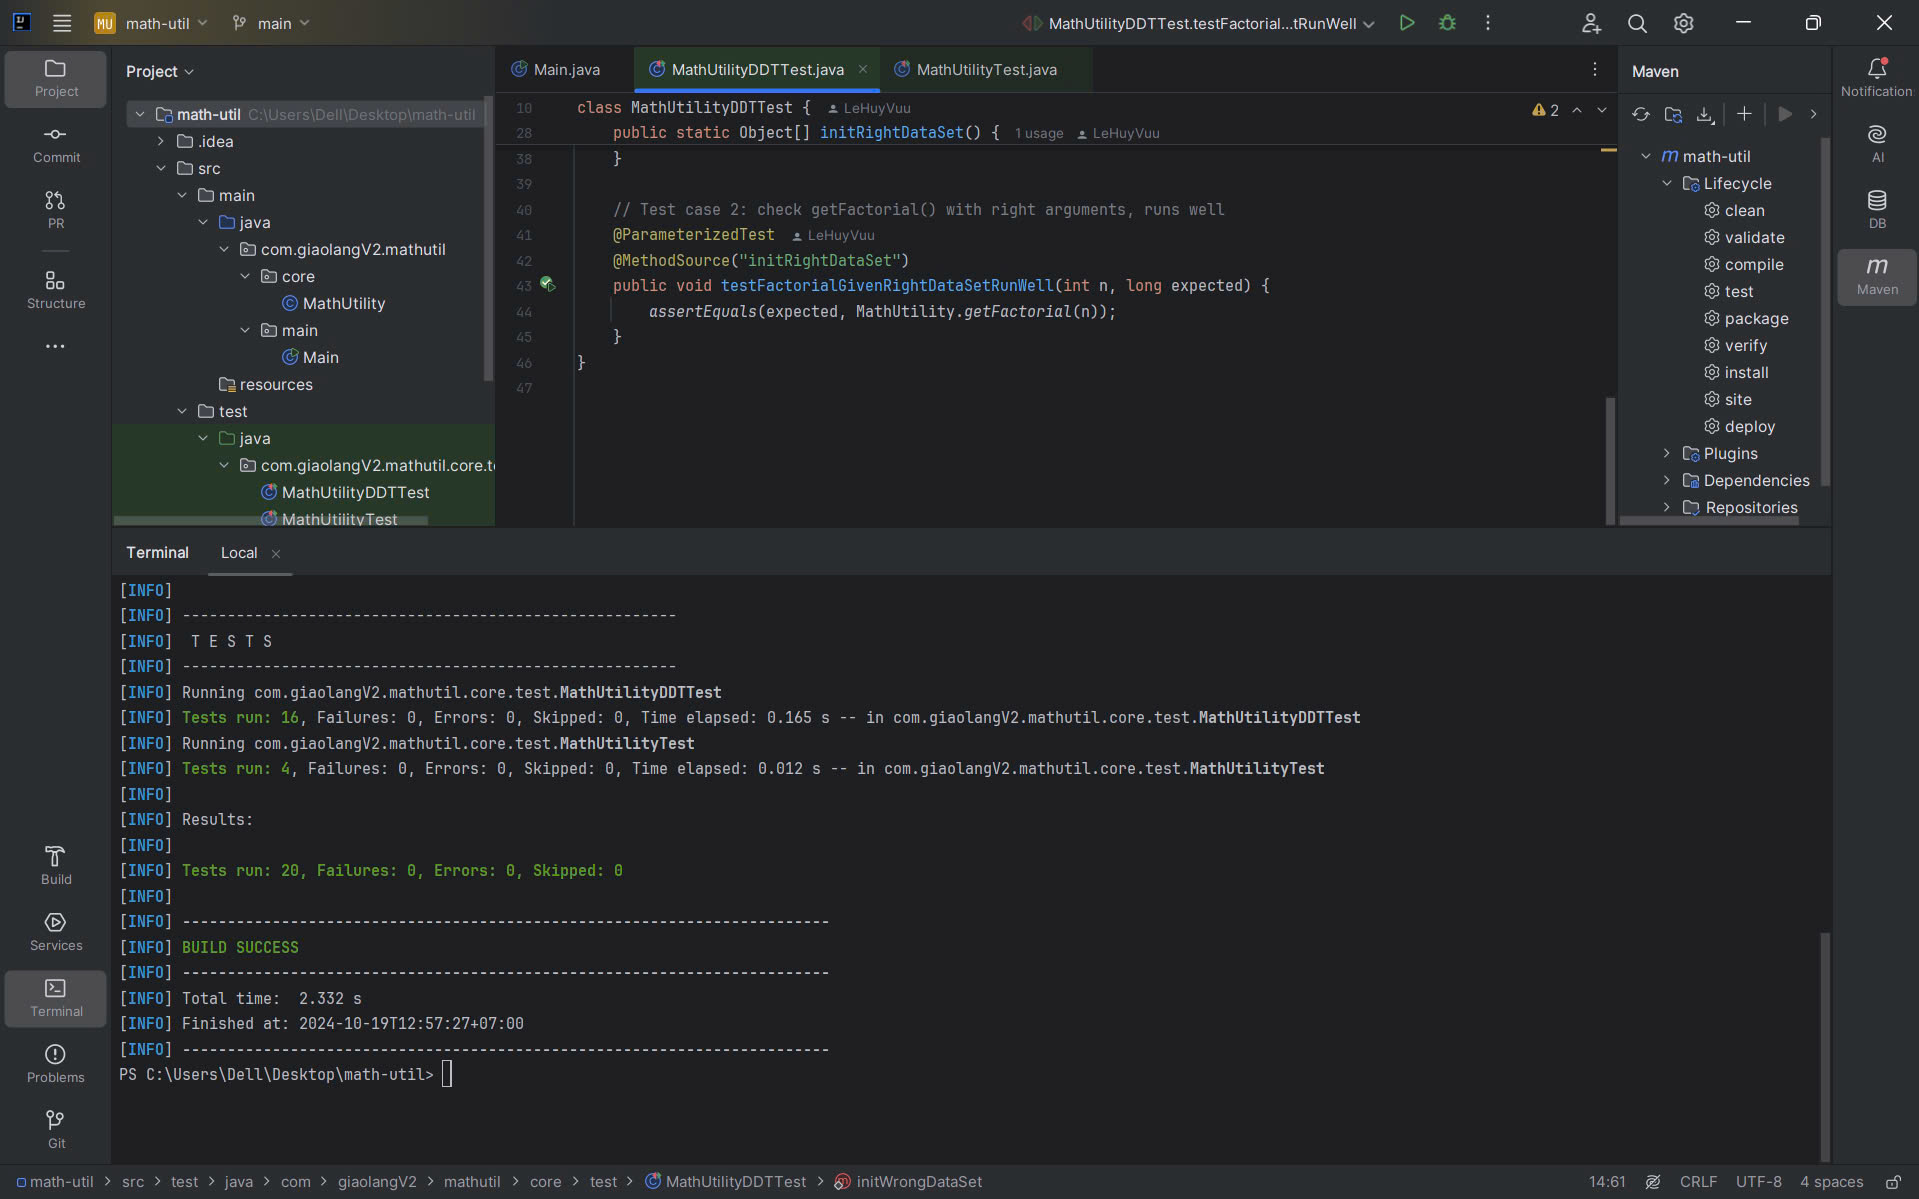 MU math-util
main
MathUtilityDDTTest.testFactorial...tRunWell
Project
Commit
PR
Structure
Build
Services
Terminal
Problems
Git
Project
math-util C:\Users\Dell\Desktop\math-util
.idea
src
main
java
com.giaolangV2.mathutil
core
MathUtility
main
Main
resources
test
java
com.giaolangV2.mathutil.core.t
MathUtilityDDTTest
MathUtilityTest
Main.java
MathUtilityDDTTest.java
MathUtilityTest.java
10 class MathUtilityDDTTest { LeHuyVuu
2
28 public static Object[] initRightDataSet() { 1 usage LeHuyVuu
38 }
39
40 // Test case 2: check getFactorial() with right arguments, runs well
41 @ParameterizedTest LeHuyVuu
42 @MethodSource("initRightDataSet")
43 public void testFactorialGivenRightDataSetRunWell(int n, long expected) {
44 assertEquals(expected, MathUtility.getFactorial(n));
45 }
46 }
47
Maven
math-util
Lifecycle
clean
validate
compile
test
package
verify
install
site
deploy
Plugins
Dependencies
Repositories
Notification
AI
DB
Maven
Terminal
Local
[INFO]
[INFO] -------------------------------------------------------
[INFO] T E S T S
[INFO] -------------------------------------------------------
[INFO] Running com.giaolangV2.mathutil.core.test.MathUtilityDDTTest
[INFO] Tests run: 16, Failures: 0, Errors: 0, Skipped: 0, Time elapsed: 0.165 s -- in com.giaolangV2.mathutil.core.test.MathUtilityDDTTest
[INFO] Running com.giaolangV2.mathutil.core.test.MathUtilityTest
[INFO] Tests run: 4, Failures: 0, Errors: 0, Skipped: 0, Time elapsed: 0.012 s -- in com.giaolangV2.mathutil.core.test.MathUtilityTest
[INFO]
[INFO] Results:
[INFO]
[INFO] Tests run: 20, Failures: 0, Errors: 0, Skipped: 0
[INFO]
[INFO] ------------------------------------------------------------------------
[INFO] BUILD SUCCESS
[INFO] ------------------------------------------------------------------------
[INFO] Total time:  2.332 s
[INFO] Finished at: 2024-10-19T12:57:27+07:00
[INFO] ------------------------------------------------------------------------
PS C:\Users\Dell\Desktop\math-util>
math-util > src > test > java > com > giaolangV2 > mathutil > core > test > MathUtilityDDTTest > initWrongDataSet
14:61 CRLF UTF-8 4 spaces